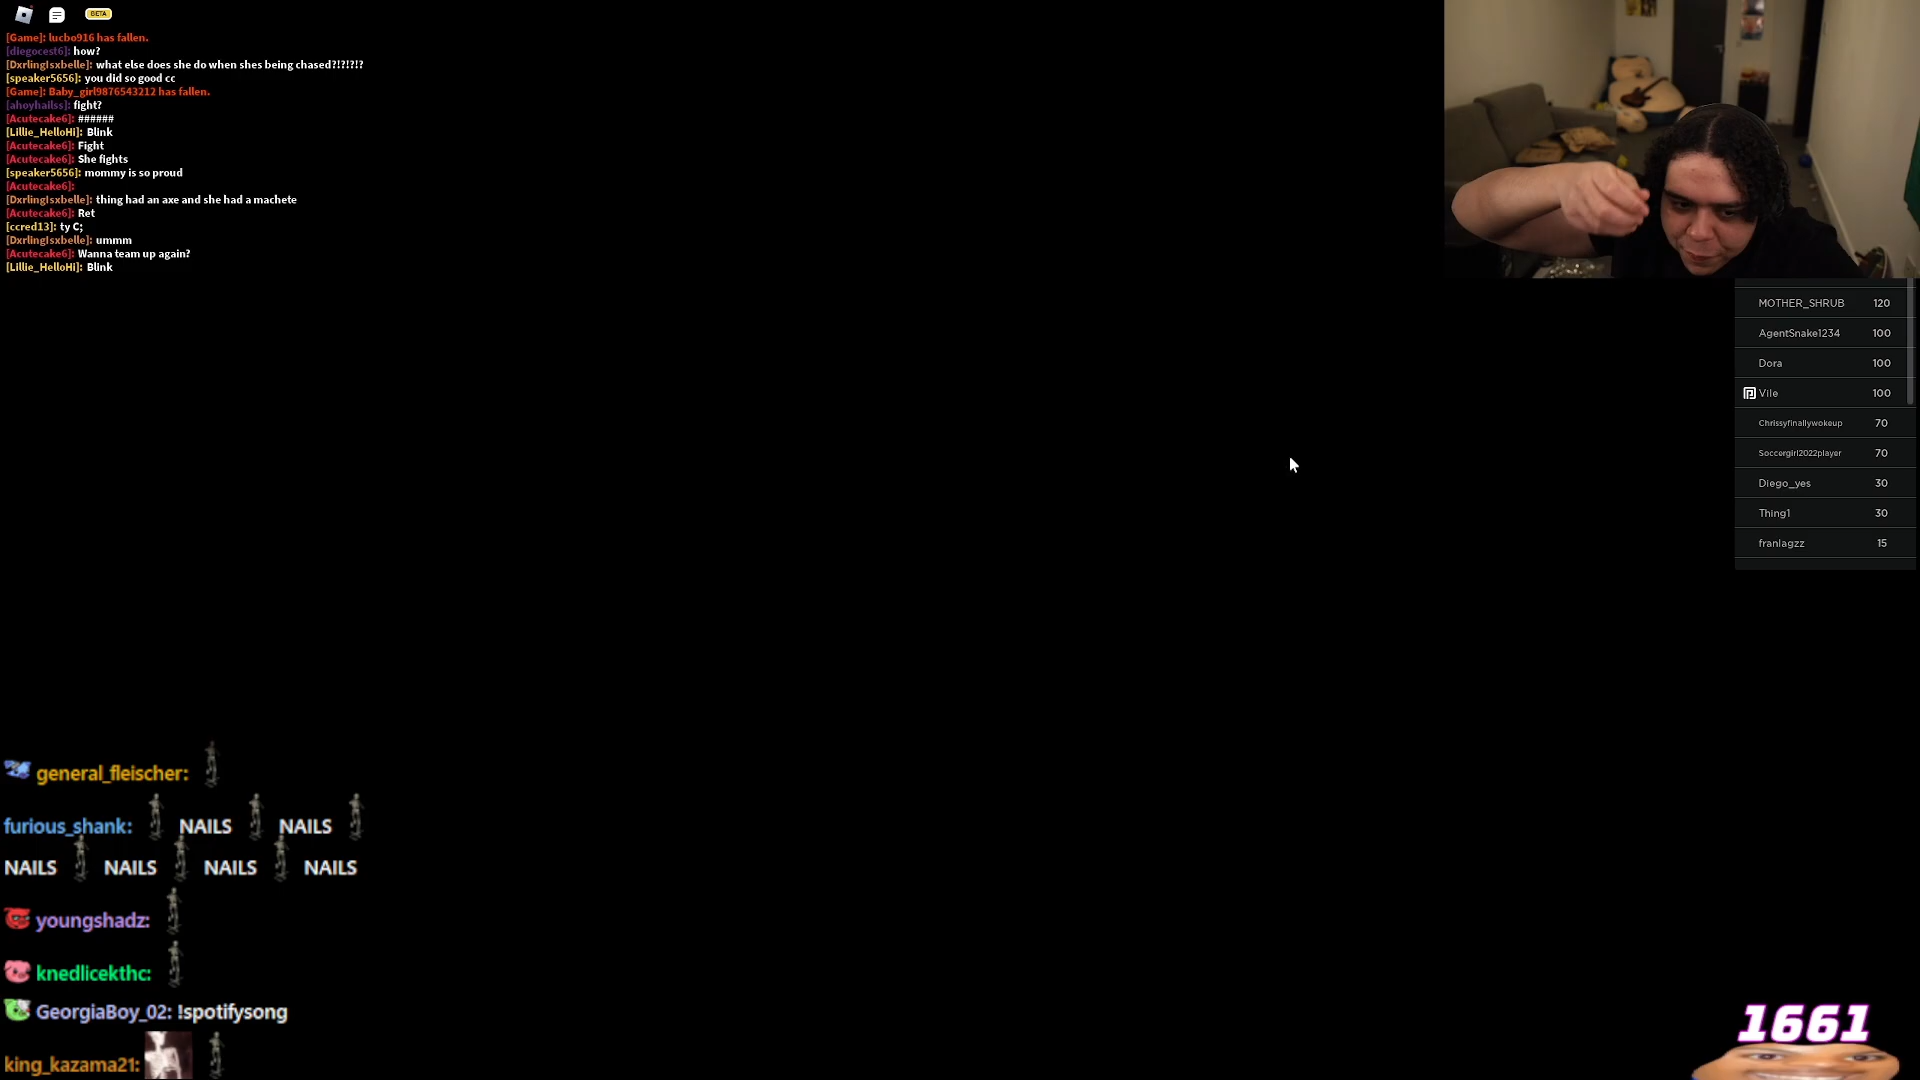 BETA
[Game]: lucbo916 has fallen.
[diegocest6]: how?
[DxrlingIsxbelle]: what else does she do when shes being chased?!?!?!?
[speaker5656]: you did so good cc
[Game]: Baby_girl9876543212 has fallen.
[ahoyhailss]: fight?
[Acutecake6]: ######
[Lillie_HelloHi]: Blink
[Acutecake6]: Fight
[Acutecake6]: She fights
[speaker5656]: mommy is so proud
[Acutecake6]:
[DxrlingIsxbelle]: thing had an axe and she had a machete
[Acutecake6]: Ret
[ccred13]: ty C;
[DxrlingIsxbelle]: ummm
[Acutecake6]: Wanna team up again?
[Lillie_HelloHi]: Blink
MOTHER_SHRUB 120
AgentSnake1234 100
Dora 100
Vile 100
Chrissyfinallywokeup 70
Soccergirl2022player 70
Diego_yes 30
Thing1 30
franlagzz 15
general_fleischer:
furious_shank: NAILS NAILS
NAILS NAILS NAILS NAILS
youngshadz:
knedlicekthc:
GeorgiaBoy_02: !spotifysong
king_kazama21:
1661